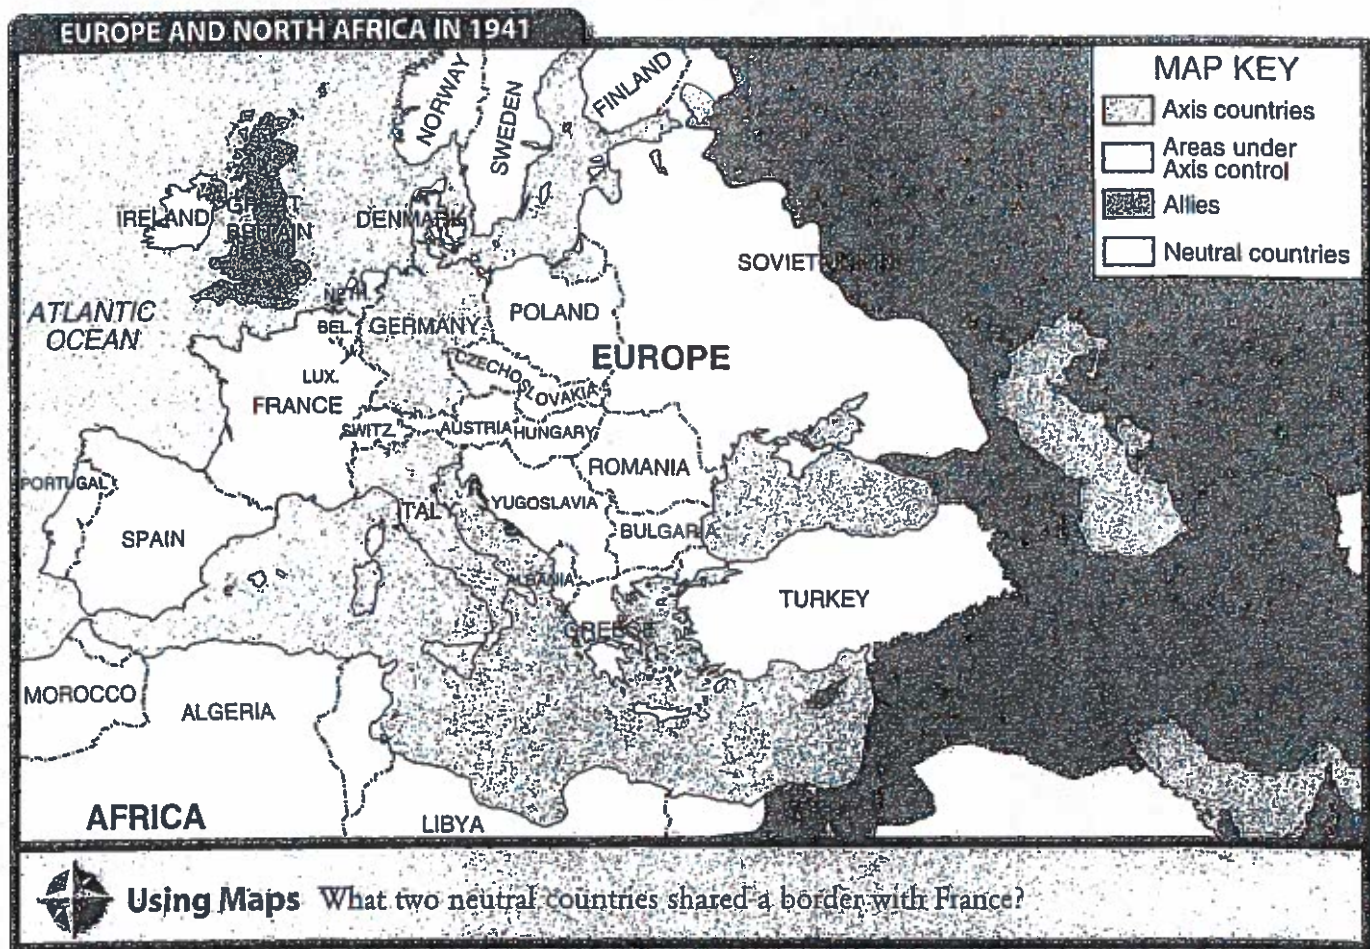 EUROPE AND NORTH AFRICA IN 1941
MAP KEY
Axis countries
Areas under
Axis control
Allies
Neutral countries
NORWAY
SWEDEN
FINLAND
IRELAND
GREAT
BRITAIN
DENMARK
SOVIET
NETH.
ATLANTIC
OCEAN
BEL.
GERMANY
POLAND
EUROPE
CZECHOSLOVAKIA
LUX.
FRANCE
SWITZ.
AUSTRIA
HUNGARY
ROMANIA
PORTUGAL
SPAIN
ITALY
YUGOSLAVIA
BULGARIA
ALBANIA
GREECE
TURKEY
MOROCCO
ALGERIA
AFRICA
LIBYA
Using Maps What two neutral countries shared a border with France?